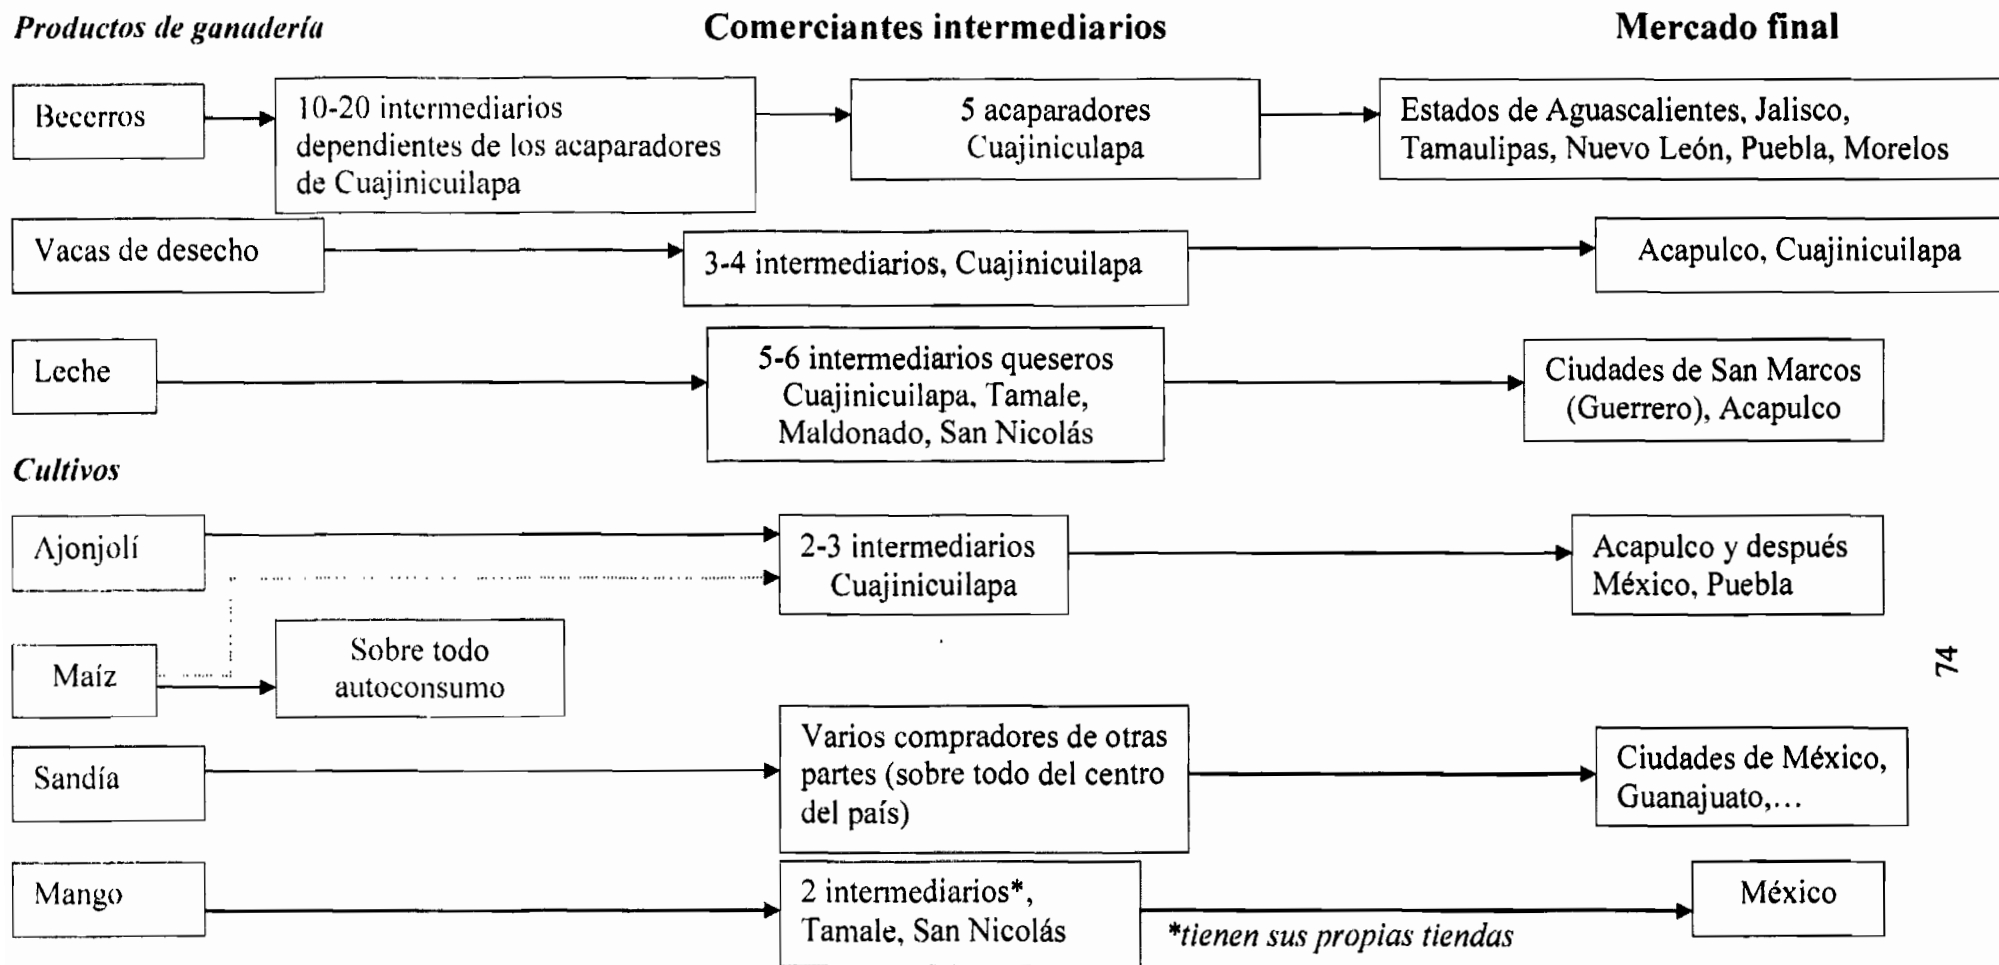 Productos de ganadería
Comerciantes intermediarios
Mercado final
Becerros
10-20 intermediarios
dependientes de los acaparadores
de Cuajinicuilapa
5 acaparadores
Cuajiniculapa
Estados de Aguascalientes, Jalisco,
Tamaulipas, Nuevo León, Puebla, Morelos
Vacas de desecho
3-4 intermediarios, Cuajinicuilapa
Acapulco, Cuajinicuilapa
Leche
5-6 intermediarios queseros
Cuajinicuilapa, Tamale,
Maldonado, San Nicolás
Ciudades de San Marcos
(Guerrero), Acapulco
Cultivos
Ajonjolí
2-3 intermediarios
Cuajinicuilapa
Acapulco y después
México, Puebla
Maíz
Sobre todo
autoconsumo
74
Sandía
Varios compradores de otras
partes (sobre todo del centro
del país)
Ciudades de México,
Guanajuato,...
Mango
2 intermediarios*,
Tamale, San Nicolás
*tienen sus propias tiendas
México